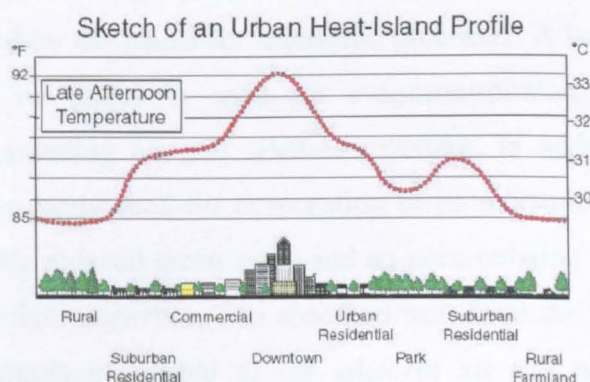 Sketch of an Urban Heat-Island Profile
°F
°C
92
85
Late Afternoon
Temperature
33
32
31
30
Rural
Commercial
Urban
Residential
Suburban
Residential
Suburban
Residential
Downtown
Park
Rural
Farmland